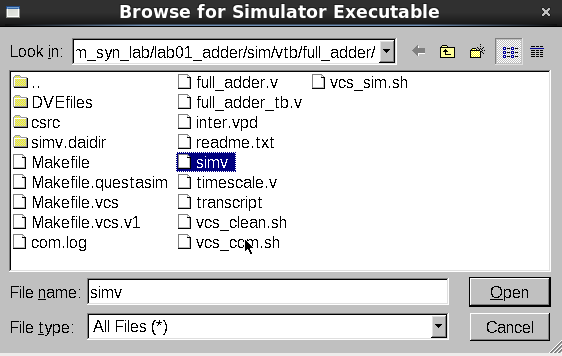 Browse for Simulator Executable
Look in: m_syn_lab/lab01_adder/sim/vtb/full_adder/
..
DVEfiles
csrc
simv.daidir
Makefile
Makefile.questasim
Makefile.vcs
Makefile.vcs.v1
com.log
full_adder.v
full_adder_tb.v
inter.vpd
readme.txt
simv
timescale.v
transcript
vcs_clean.sh
vcs_com.sh
vcs_sim.sh
File name: simv
Open
File type: All Files (*)
Cancel